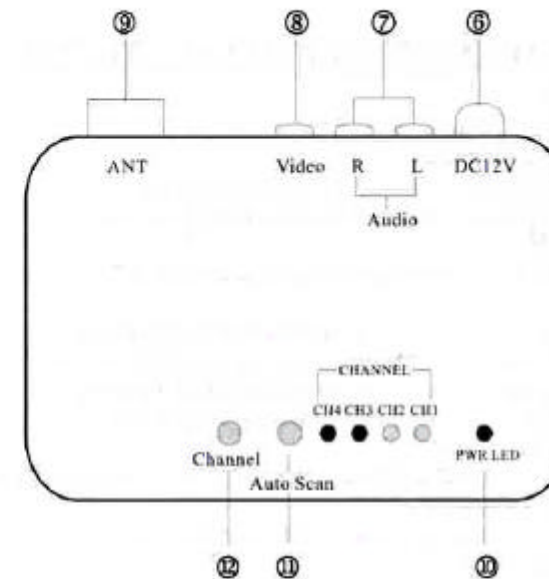 ⑨ ⑧ ⑦ ⑥
ANT Video R L DC12V
Audio
CHANNEL
CH4 CH3 CH2 CH1
Channel PWR LED
Auto Scan
⑫ ⑪ ⑩